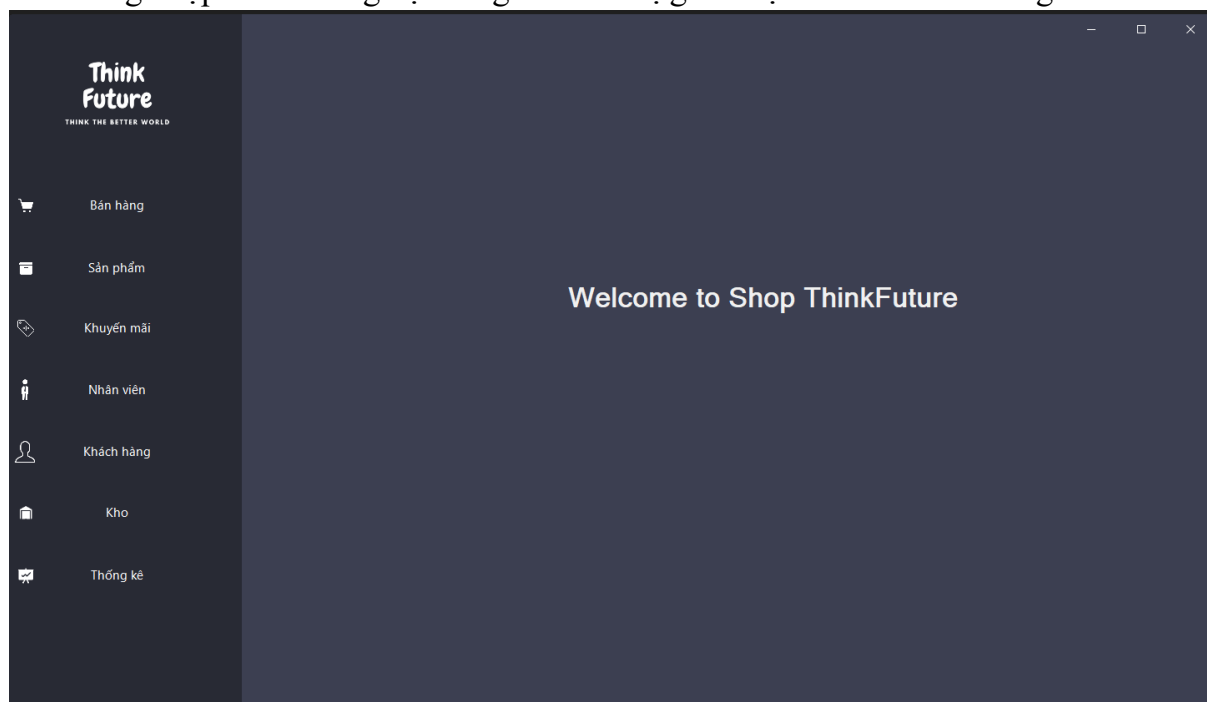 Think
Future
THINK THE BETTER WORLD
Bán hàng
Sản phẩm
Khuyến mãi
Nhân viên
Khách hàng
Kho
Thống kê
Welcome to Shop ThinkFuture